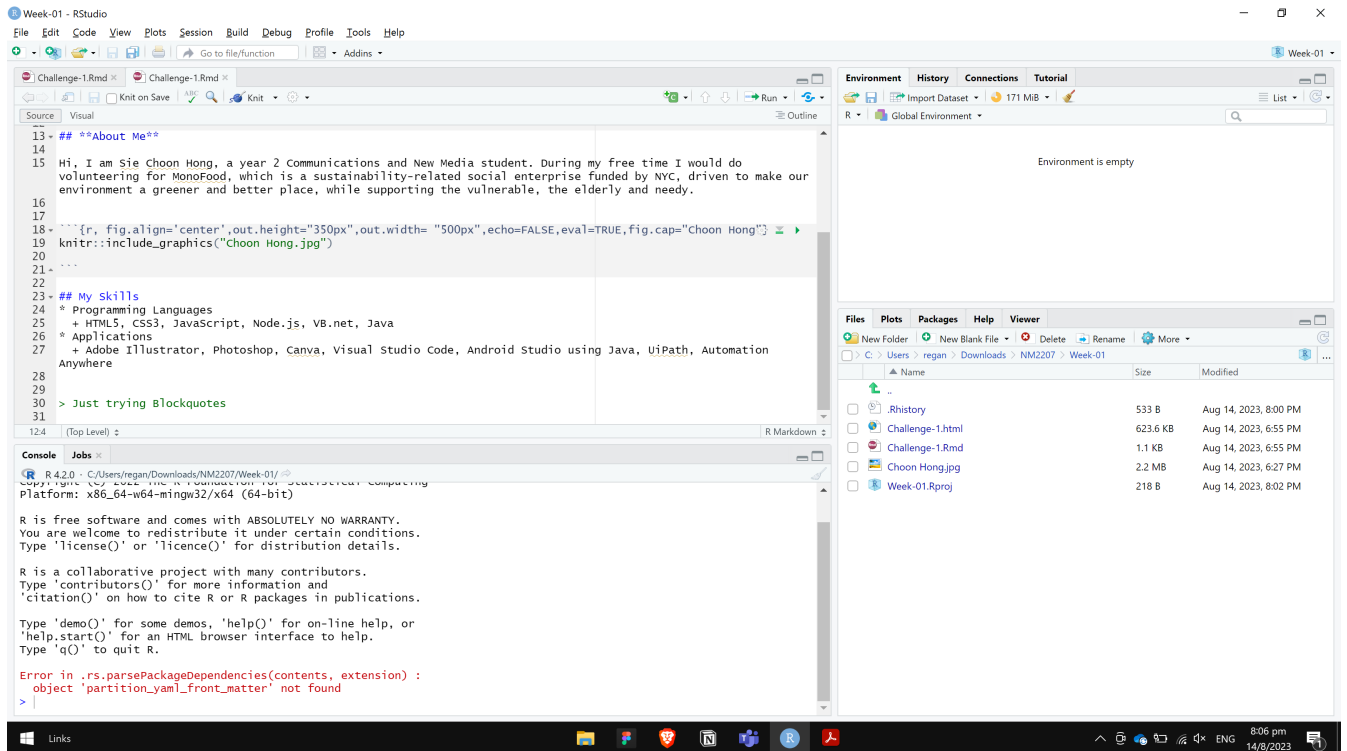 Week-01 - RStudio
File Edit Code View Plots Session Build Debug Profile Tools Help
Go to file/function Addins Week-01
Challenge-1.Rmd Challenge-1.Rmd
Knit on Save ABC Knit Run
Source Visual Outline
13 ## **About Me**
14
15 Hi, I am Sie Choon Hong, a year 2 Communications and New Media student. During my free time I would do
volunteering for MonoFood, which is a sustainability-related social enterprise funded by NYC, driven to make our
environment a greener and better place, while supporting the vulnerable, the elderly and needy.
16
17
18 ```{r, fig.align='center',out.height="350px",out.width= "500px",echo=FALSE,eval=TRUE,fig.cap="Choon Hong"}
19 knitr::include_graphics("Choon Hong.jpg")
20
21 ```
22
23 ## My Skills
24 * Programming Languages
25 + HTML5, CSS3, JavaScript, Node.js, VB.net, Java
26 * Applications
27 + Adobe Illustrator, Photoshop, Canva, Visual Studio Code, Android Studio using Java, UiPath, Automation
Anywhere
28
29
30 > Just trying Blockquotes
31
12:4 (Top Level) R Markdown
Console Jobs
R 4.2.0 · C:/Users/regan/Downloads/NM2207/Week-01/
Copyright (C) 2022 The R Foundation for Statistical Computing
Platform: x86_64-w64-mingw32/x64 (64-bit)
R is free software and comes with ABSOLUTELY NO WARRANTY.
You are welcome to redistribute it under certain conditions.
Type 'license()' or 'licence()' for distribution details.
R is a collaborative project with many contributors.
Type 'contributors()' for more information and
'citation()' on how to cite R or R packages in publications.
Type 'demo()' for some demos, 'help()' for on-line help, or
'help.start()' for an HTML browser interface to help.
Type 'q()' to quit R.
Error in .rs.parsePackageDependencies(contents, extension) :
object 'partition_yaml_front_matter' not found
>
Environment History Connections Tutorial
Import Dataset 171 MiB List
R Global Environment
Environment is empty
Files Plots Packages Help Viewer
New Folder New Blank File Delete Rename More
C: > Users > regan > Downloads > NM2207 > Week-01
Name Size Modified
..
.Rhistory 533 B Aug 14, 2023, 8:00 PM
Challenge-1.html 623.6 KB Aug 14, 2023, 6:55 PM
Challenge-1.Rmd 1.1 KB Aug 14, 2023, 6:55 PM
Choon Hong.jpg 2.2 MB Aug 14, 2023, 6:27 PM
Week-01.Rproj 218 B Aug 14, 2023, 8:02 PM
Links ENG 8:06 pm
14/8/2023